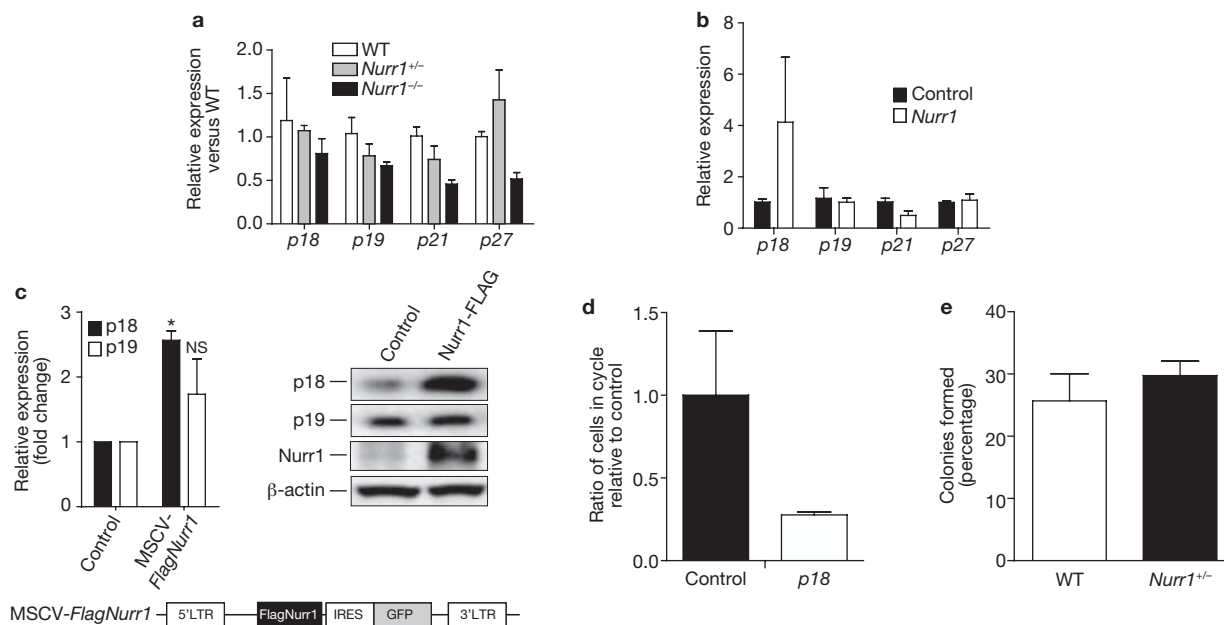 a
Relative expression
versus WT
2.0
1.5
1.0
0.5
0.0
WT
Nurr1+/–
Nurr1–/–
p18
p19
p21
p27
b
Relative expression
8
6
4
2
0
Control
Nurr1
p18
p19
p21
p27
c
Relative expression
(fold change)
3
2
1
0
p18
p19
*
NS
Control
MSCV-
FlagNurr1
Control
Nurr1-FLAG
p18
p19
Nurr1
β-actin
MSCV-FlagNurr1
5'LTR
FlagNurr1
IRES
GFP
3'LTR
d
Ratio of cells in cycle
relative to control
1.5
1.0
0.5
0.0
Control
p18
e
Colonies formed
(percentage)
40
30
20
10
0
WT
Nurr1+/–